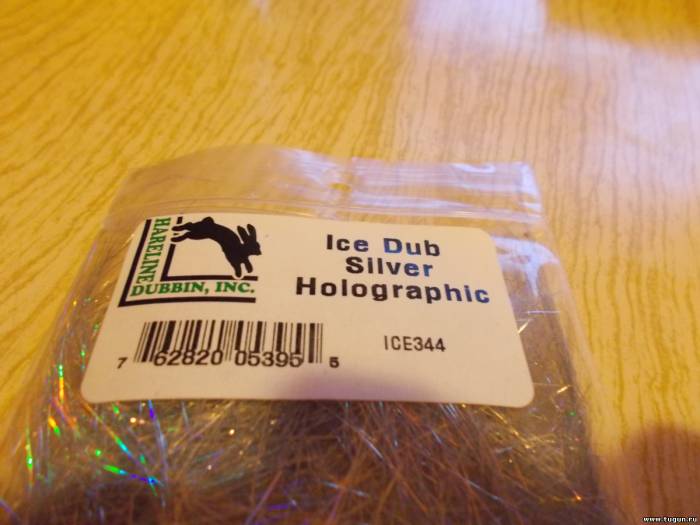 HARELINE
DUBBIN, INC.
Ice Dub
Silver
Holographic
ICE344
7 62820 05395 5
www.tugun.ru